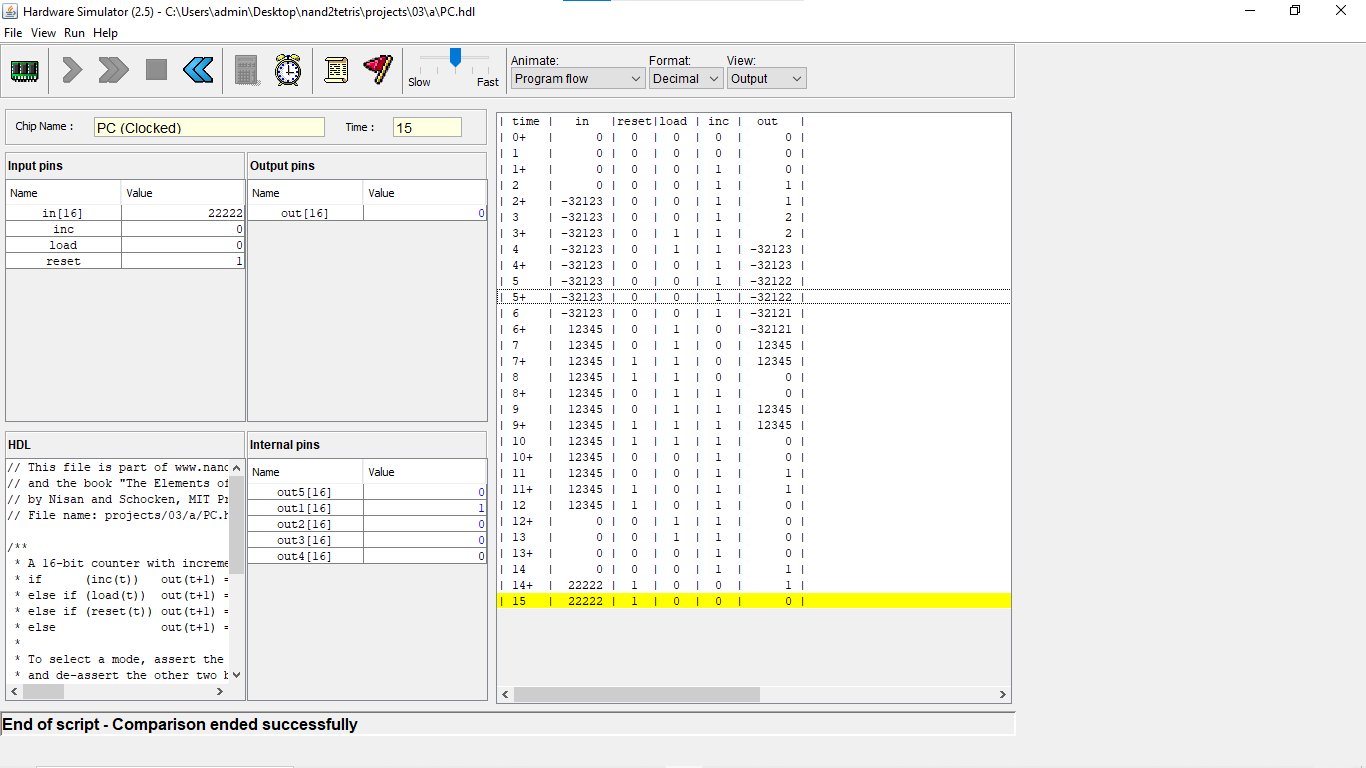 Hardware Simulator (2.5) - C:\Users\admin\Desktop\nand2tetris\projects\03\a\PC.hdl
File View Run Help
Slow Fast
Animate: Format: View:
Program flow Decimal Output
Chip Name : PC (Clocked) Time : 15
Input pins
Name Value
in[16] 22222
inc 0
load 0
reset 1
Output pins
Name Value
out[16] 0
HDL
// This file is part of www.nand
// and the book "The Elements of
// by Nisan and Schocken, MIT Pr
// File name: projects/03/a/PC.h
/**
* A 16-bit counter with increme
* if (inc(t)) out(t+1) =
* else if (load(t)) out(t+1) =
* else if (reset(t)) out(t+1) =
* else out(t+1) =
*
* To select a mode, assert the
* and de-assert the other two b
Internal pins
Name Value
out5[16] 0
out1[16] 1
out2[16] 0
out3[16] 0
out4[16] 0
| time | in |reset|load | inc | out |
| 0+ | 0 | 0 | 0 | 0 | 0 |
| 1 | 0 | 0 | 0 | 0 | 0 |
| 1+ | 0 | 0 | 0 | 1 | 0 |
| 2 | 0 | 0 | 0 | 1 | 1 |
| 2+ | -32123 | 0 | 0 | 1 | 1 |
| 3 | -32123 | 0 | 0 | 1 | 2 |
| 3+ | -32123 | 0 | 1 | 1 | 2 |
| 4 | -32123 | 0 | 1 | 1 | -32123 |
| 4+ | -32123 | 0 | 0 | 1 | -32123 |
| 5 | -32123 | 0 | 0 | 1 | -32122 |
| 5+ | -32123 | 0 | 0 | 1 | -32122 |
| 6 | -32123 | 0 | 0 | 1 | -32121 |
| 6+ | 12345 | 0 | 1 | 0 | -32121 |
| 7 | 12345 | 0 | 1 | 0 | 12345 |
| 7+ | 12345 | 1 | 1 | 0 | 12345 |
| 8 | 12345 | 1 | 1 | 0 | 0 |
| 8+ | 12345 | 0 | 1 | 1 | 0 |
| 9 | 12345 | 0 | 1 | 1 | 12345 |
| 9+ | 12345 | 1 | 1 | 1 | 12345 |
| 10 | 12345 | 1 | 1 | 1 | 0 |
| 10+ | 12345 | 0 | 0 | 1 | 0 |
| 11 | 12345 | 0 | 0 | 1 | 1 |
| 11+ | 12345 | 1 | 0 | 1 | 1 |
| 12 | 12345 | 1 | 0 | 1 | 0 |
| 12+ | 0 | 0 | 1 | 1 | 0 |
| 13 | 0 | 0 | 1 | 1 | 0 |
| 13+ | 0 | 0 | 0 | 1 | 0 |
| 14 | 0 | 0 | 0 | 1 | 1 |
| 14+ | 22222 | 1 | 0 | 0 | 1 |
| 15 | 22222 | 1 | 0 | 0 | 0 |
End of script - Comparison ended successfully